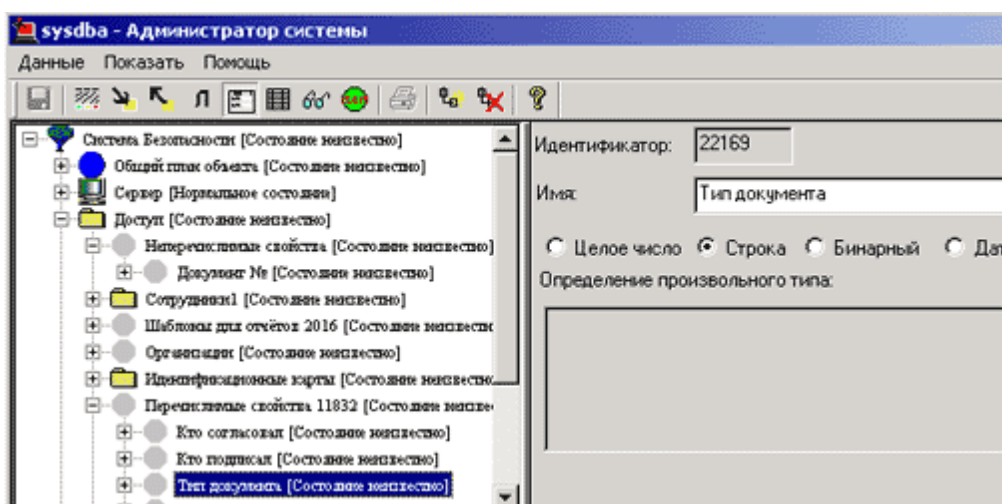 sysdba - Администратор системы
Данные Показать Помощь
Система Безопасности [Состояние неизвестно]
Общий план объекта [Состояние неизвестно]
Сервер [Нормальное состояние]
Доступ [Состояние неизвестно]
Неперечислимые свойства [Состояние неизвестно]
Документ № [Состояние неизвестно]
Сотрудники1 [Состояние неизвестно]
Шаблоны для отчётов 2016 [Состояние неизвестн
Организации [Состояние неизвестно]
Идентификационные карты [Состояние неизвестно
Перечислимые свойства 11832 [Состояние неизвес
Кто согласовал [Состояние неизвестно]
Кто подписал [Состояние неизвестно]
Тип документа [Состояние неизвестно]
Идентификатор: 22169
Имя: Тип документа
Целое число Строка Бинарный Дат
Определение произвольного типа: